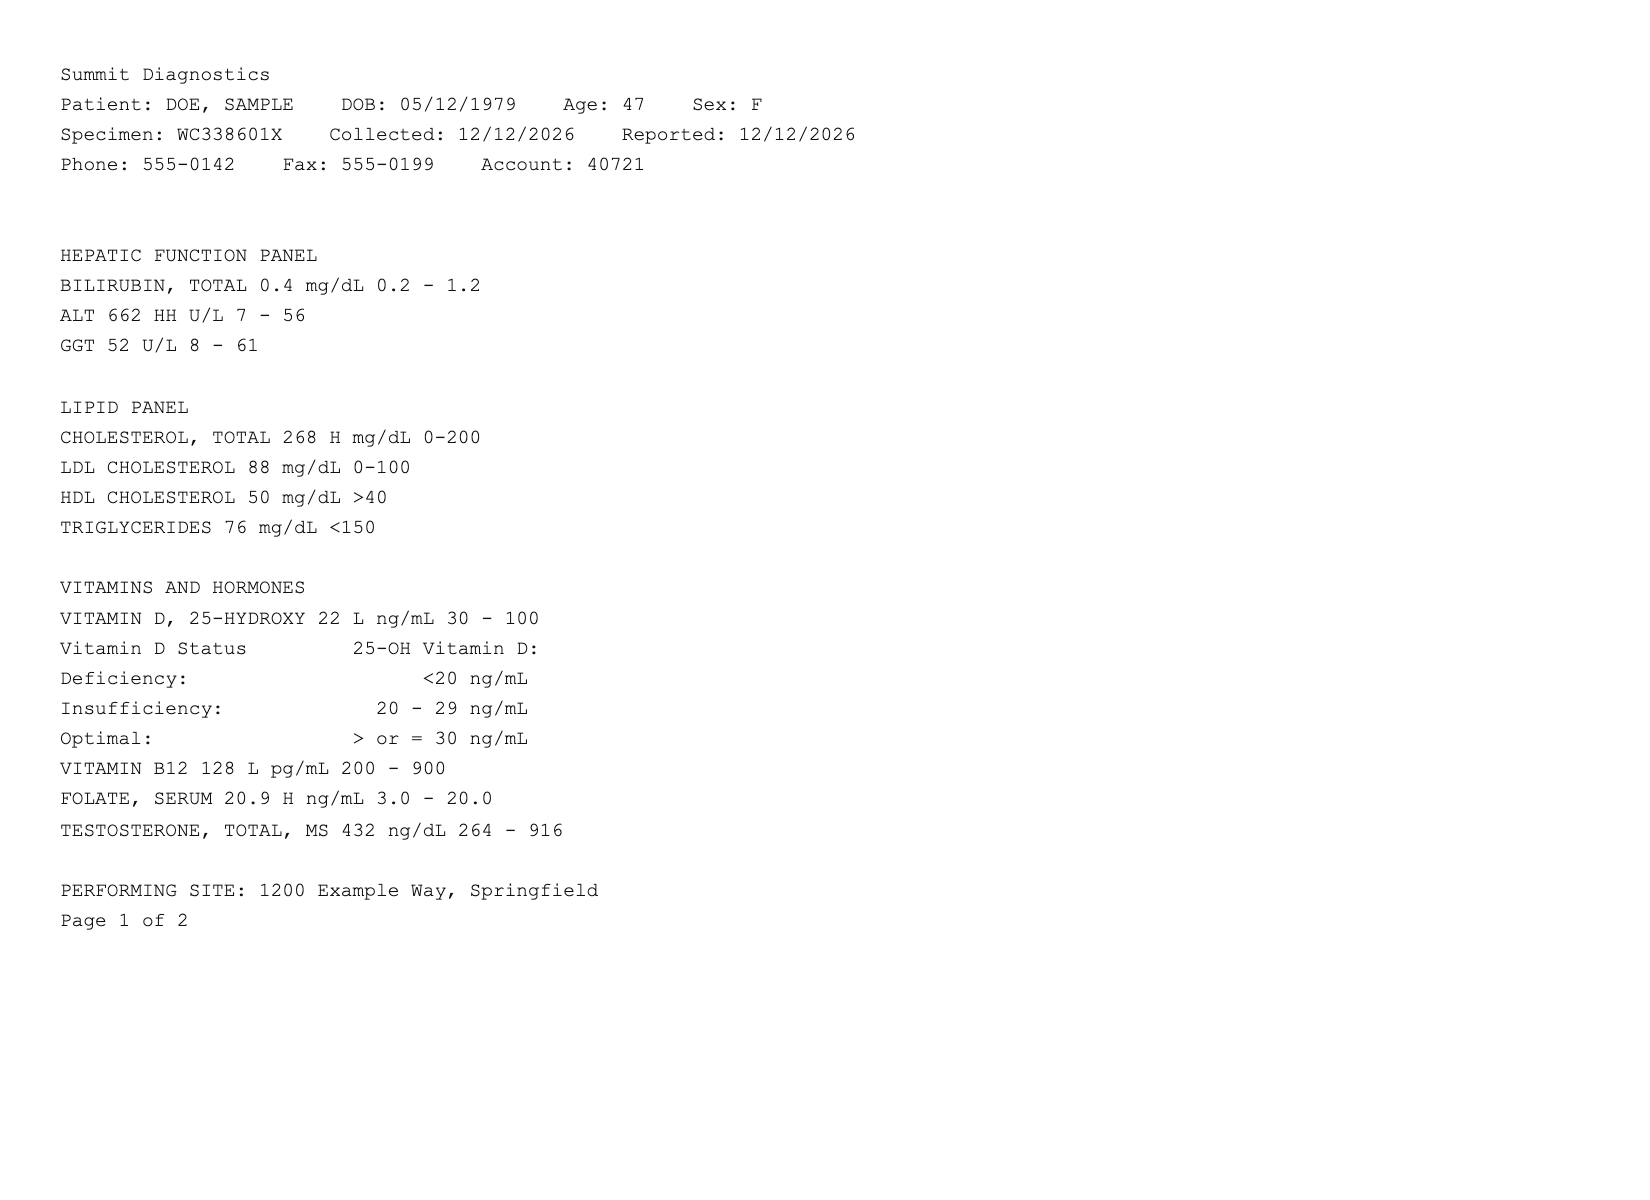 Summit Diagnostics
Patient: DOE, SAMPLE    DOB: 05/12/1979    Age: 47    Sex: F
Specimen: WC338601X    Collected: 12/12/2026    Reported: 12/12/2026
Phone: 555-0142    Fax: 555-0199    Account: 40721
HEPATIC FUNCTION PANEL
BILIRUBIN, TOTAL 0.4 mg/dL 0.2 - 1.2
ALT 662 HH U/L 7 - 56
GGT 52 U/L 8 - 61
LIPID PANEL
CHOLESTEROL, TOTAL 268 H mg/dL 0-200
LDL CHOLESTEROL 88 mg/dL 0-100
HDL CHOLESTEROL 50 mg/dL >40
TRIGLYCERIDES 76 mg/dL <150
VITAMINS AND HORMONES
VITAMIN D, 25-HYDROXY 22 L ng/mL 30 - 100
Vitamin D Status         25-OH Vitamin D:
Deficiency:                    <20 ng/mL
Insufficiency:             20 - 29 ng/mL
Optimal:                 > or = 30 ng/mL
VITAMIN B12 128 L pg/mL 200 - 900
FOLATE, SERUM 20.9 H ng/mL 3.0 - 20.0
TESTOSTERONE, TOTAL, MS 432 ng/dL 264 - 916
PERFORMING SITE: 1200 Example Way, Springfield
Page 1 of 2